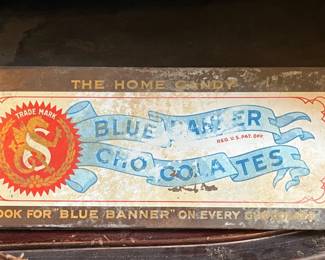 THE HOME CANDY
TRADE MARK
S
BLUE BANNER
REG. U.S. PAT. OFF.
CHOCOLATES
OOK FOR "BLUE BANNER" ON EVERY